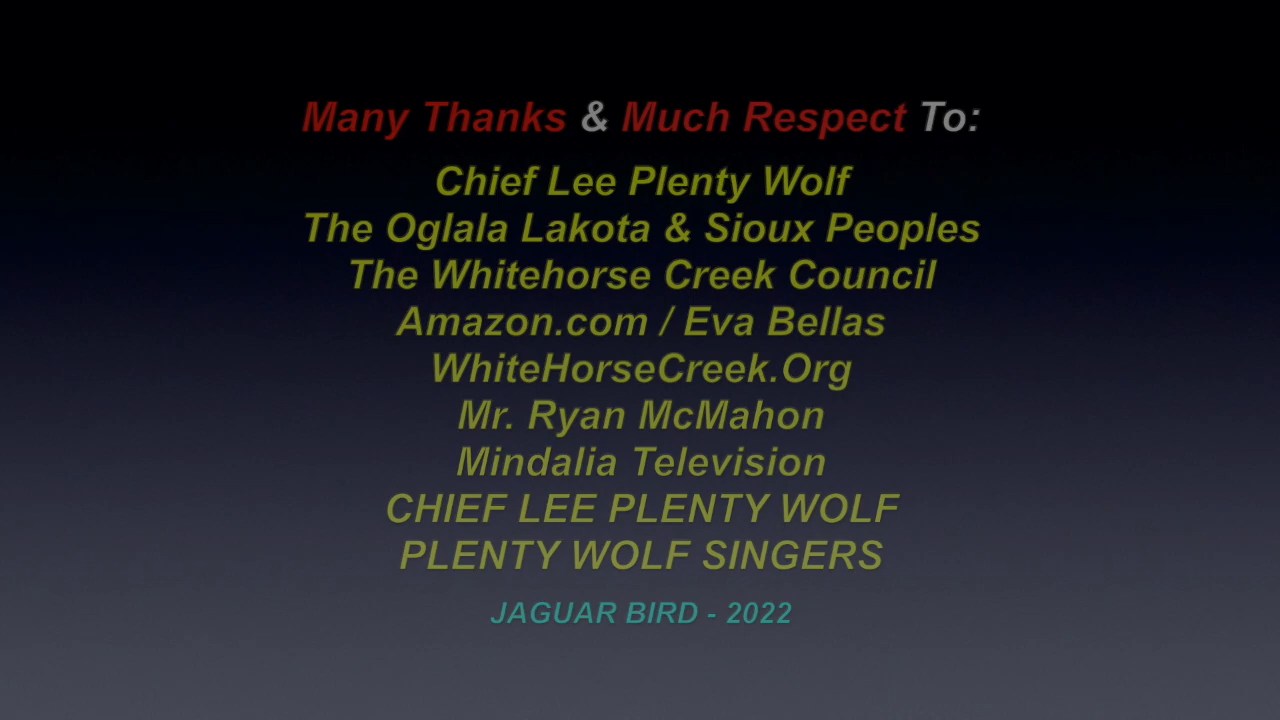 Many Thanks & Much Respect To:
Chief Lee Plenty Wolf
The Oglala Lakota & Sioux Peoples
The Whitehorse Creek Council
Amazon.com / Eva Bellas
WhiteHorseCreek.Org
Mr. Ryan McMahon
Mindalia Television
CHIEF LEE PLENTY WOLF
PLENTY WOLF SINGERS
JAGUAR BIRD - 2022